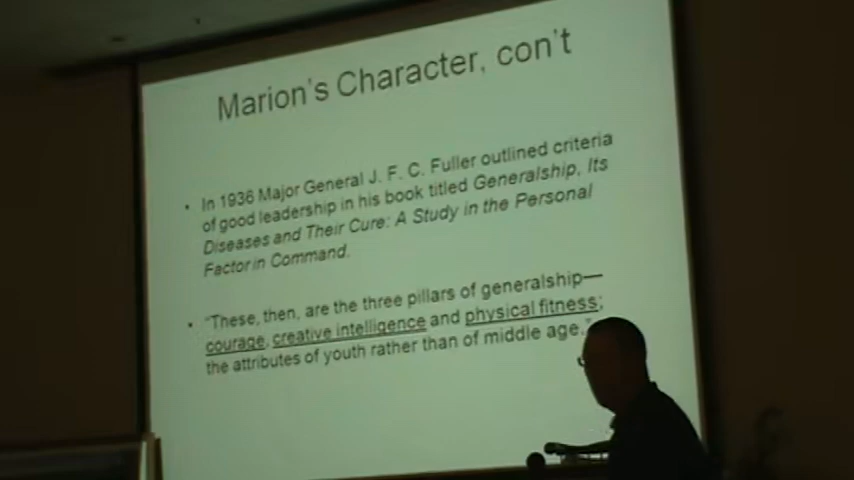 Marion's Character, con't
• In 1936 Major General J. F. C. Fuller outlined criteria
of good leadership in his book titled Generalship, Its
Diseases and Their Cure: A Study in the Personal
Factor in Command.
• "These, then, are the three pillars of generalship—
courage, creative intelligence and physical fitness;
the attributes of youth rather than of middle age."